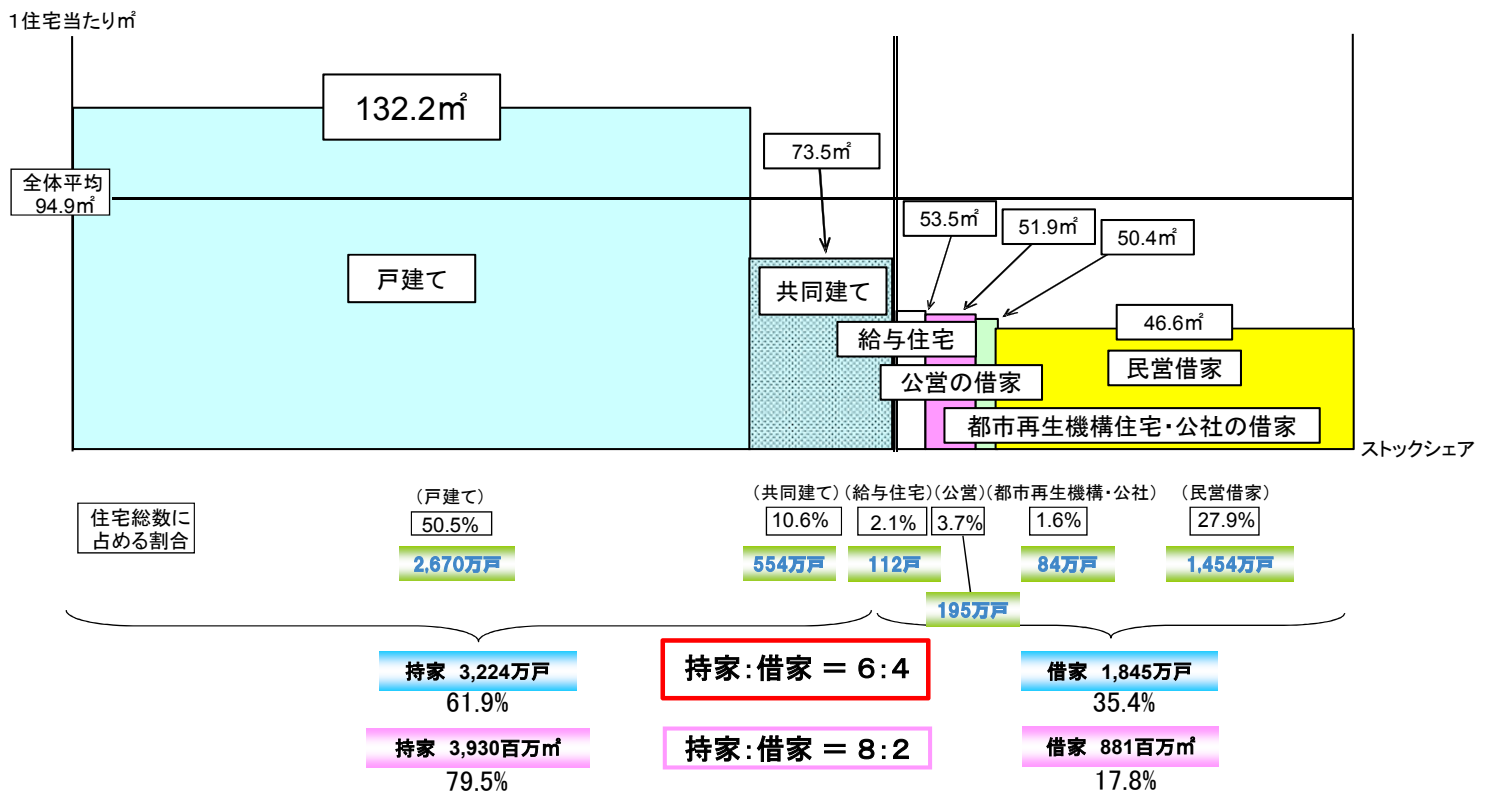 1住宅当たり㎡
132.2㎡
73.5㎡
全体平均
94.9㎡
53.5㎡
51.9㎡
50.4㎡
戸建て
共同建て
46.6㎡
給与住宅
民営借家
公営の借家
都市再生機構住宅・公社の借家
ストックシェア
(戸建て)
(共同建て)
(給与住宅)
(公営)
(都市再生機構・公社)
(民営借家)
住宅総数に
占める割合
50.5%
10.6%
2.1%
3.7%
1.6%
27.9%
2,670万戸
554万戸
112戸
84万戸
1,454万戸
195万戸
持家 3,224万戸
61.9%
持家:借家 = 6:4
借家 1,845万戸
35.4%
持家 3,930百万㎡
79.5%
持家:借家 = 8:2
借家 881百万㎡
17.8%